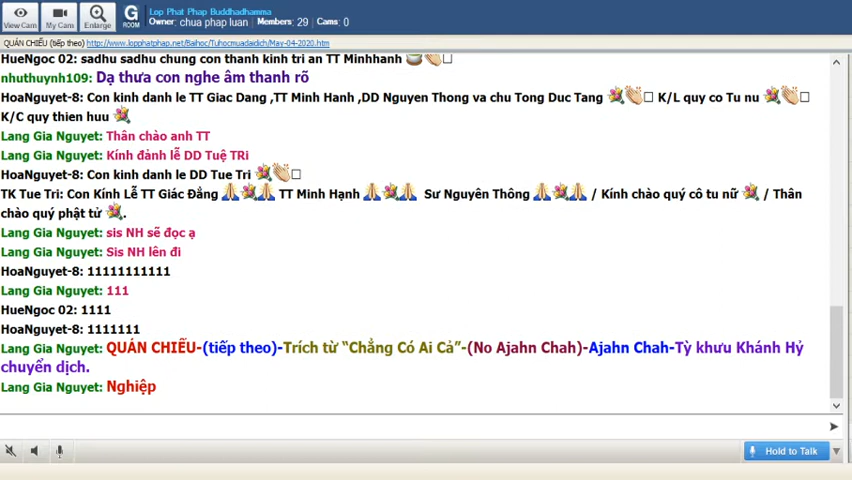 View Cam
My Cam
Enlarge
G
ROOM
Lop Phat Phap Buddhadhamma
Owner: chua phap luan Members: 29 Cams: 0
QUÁN CHIẾU (tiếp theo) http://www.lopphatphap.net/Baihoc/Tuhocmuadaidich/May-04-2020.htm
HueNgoc 02: sadhu sadhu chung con thanh kinh tri an TT Minhhanh
nhuthuynh109: Dạ thưa con nghe âm thanh rõ
HoaNguyet-8: Con kinh danh le TT Giac Dang ,TT Minh Hanh ,DD Nguyen Thong va chu Tong Duc Tang K/L quy co Tu nu
K/C quy thien huu
Lang Gia Nguyet: Thân chào anh TT
Lang Gia Nguyet: Kính đảnh lễ DD Tuệ TRi
HoaNguyet-8: Con kinh danh le DD Tue Tri
TK Tue Tri: Con Kính Lễ TT Giác Đẳng TT Minh Hạnh Sư Nguyên Thông / Kính chào quý cô tu nữ / Thân
chào quý phật tử .
Lang Gia Nguyet: sis NH sẽ đọc ạ
Lang Gia Nguyet: Sis NH lên đi
HoaNguyet-8: 11111111111
Lang Gia Nguyet: 111
HueNgoc 02: 1111
HoaNguyet-8: 1111111
Lang Gia Nguyet: QUÁN CHIẾU-(tiếp theo)-Trích từ “Chẳng Có Ai Cả”-(No Ajahn Chah)-Ajahn Chah-Tỳ khưu Khánh Hỷ
chuyển dịch.
Lang Gia Nguyet: Nghiệp
Hold to Talk